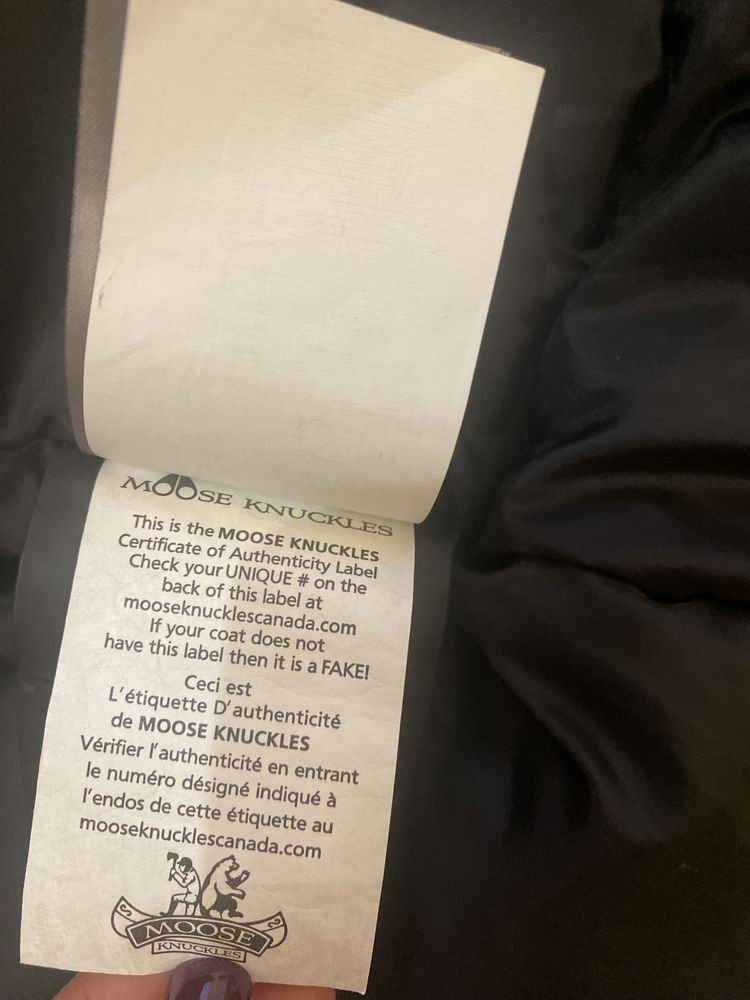 MOOSE KNUCKLES
This is the MOOSE KNUCKLES
Certificate of Authenticity Label
Check your UNIQUE # on the
back of this label at
mooseknucklescanada.com
If your coat does not
have this label then it is a FAKE!
Ceci est
L'étiquette D'authenticité
de MOOSE KNUCKLES
Vérifier l'authenticité en entrant
le numéro désigné indiqué à
l'endos de cette étiquette au
mooseknucklescanada.com
MOOSE
KNUCKLES